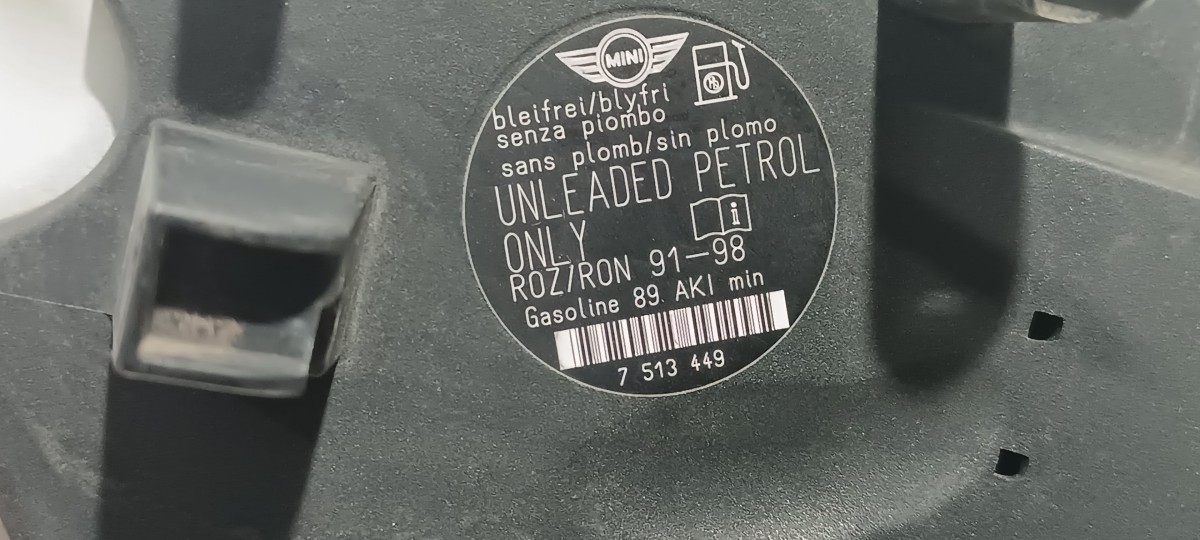 MINI
bleifrei/blyfri
senza piombo
sans plomb/sin plomo
UNLEADED PETROL
ONLY
ROZ/RON 91–98
Gasoline 89 AKI min
7 513 449